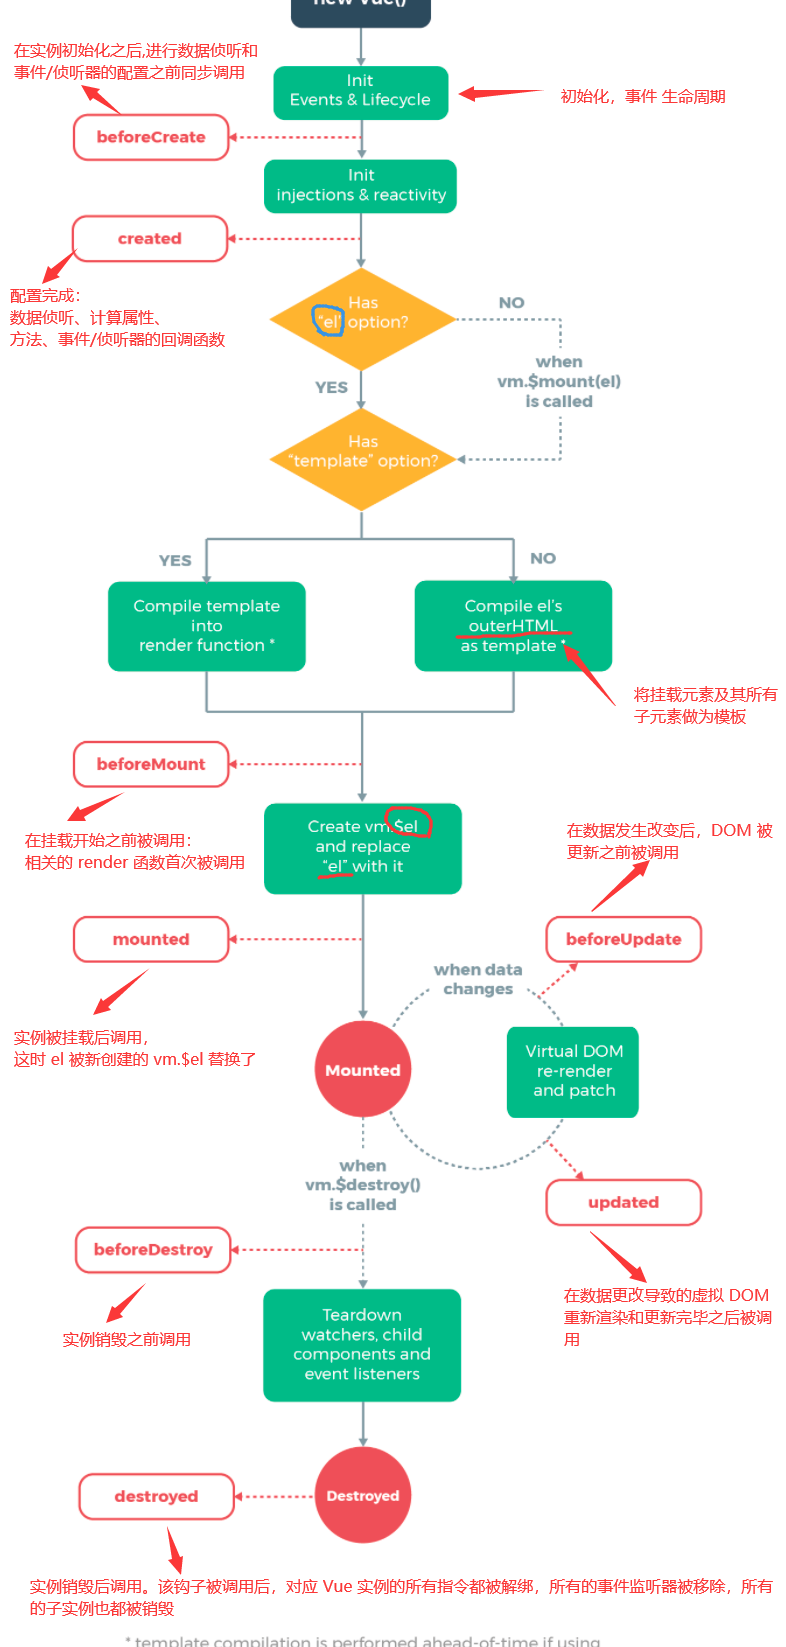 new Vue()
在实例初始化之后,进行数据侦听和
事件/侦听器的配置之前同步调用
Init
Events & Lifecycle
初始化，事件 生命周期
beforeCreate
Init
injections & reactivity
created
配置完成：
数据侦听、计算属性、
方法、事件/侦听器的回调函数
Has
“el” option?
NO
when
vm.$mount(el)
is called
YES
Has
“template” option?
YES
NO
Compile template
into
render function *
Compile el’s
outerHTML
as template *
将挂载元素及其所有
子元素做为模板
beforeMount
在挂载开始之前被调用：
相关的 render 函数首次被调用
Create vm.$el
and replace
“el” with it
在数据发生改变后，DOM 被
更新之前被调用
mounted
beforeUpdate
when data
changes
实例被挂载后调用，
这时 el 被新创建的 vm.$el 替换了
Mounted
Virtual DOM
re-render
and patch
when
vm.$destroy()
is called
updated
beforeDestroy
在数据更改导致的虚拟 DOM
重新渲染和更新完毕之后被调
用
实例销毁之前调用
Teardown
watchers, child
components and
event listeners
destroyed
Destroyed
实例销毁后调用。该钩子被调用后，对应 Vue 实例的所有指令都被解绑，所有的事件监听器被移除，所有
的子实例也都被销毁
* template compilation is performed ahead-of-time if using